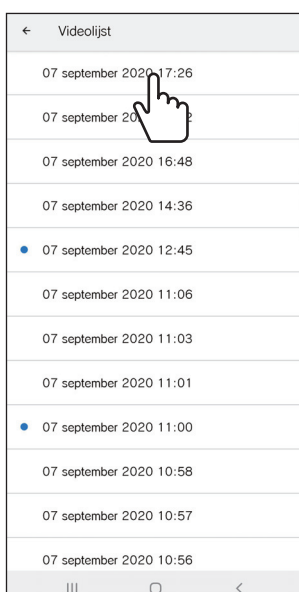 Videolijst
07 september 2020 17:26
07 september
07 september 2020 16:48
07 september 2020 14:36
07 september 2020 12:45
07 september 2020 11:06
07 september 2020 11:03
07 september 2020 11:01
07 september 2020 11:00
07 september 2020 10:58
07 september 2020 10:57
07 september 2020 10:56